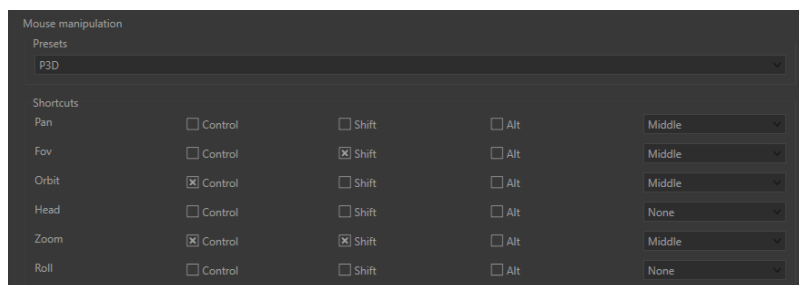 Mouse manipulation
Presets
P3D
Shortcuts
Pan Control Shift Alt Middle
Fov Control Shift Alt Middle
Orbit Control Shift Alt Middle
Head Control Shift Alt None
Zoom Control Shift Alt Middle
Roll Control Shift Alt None